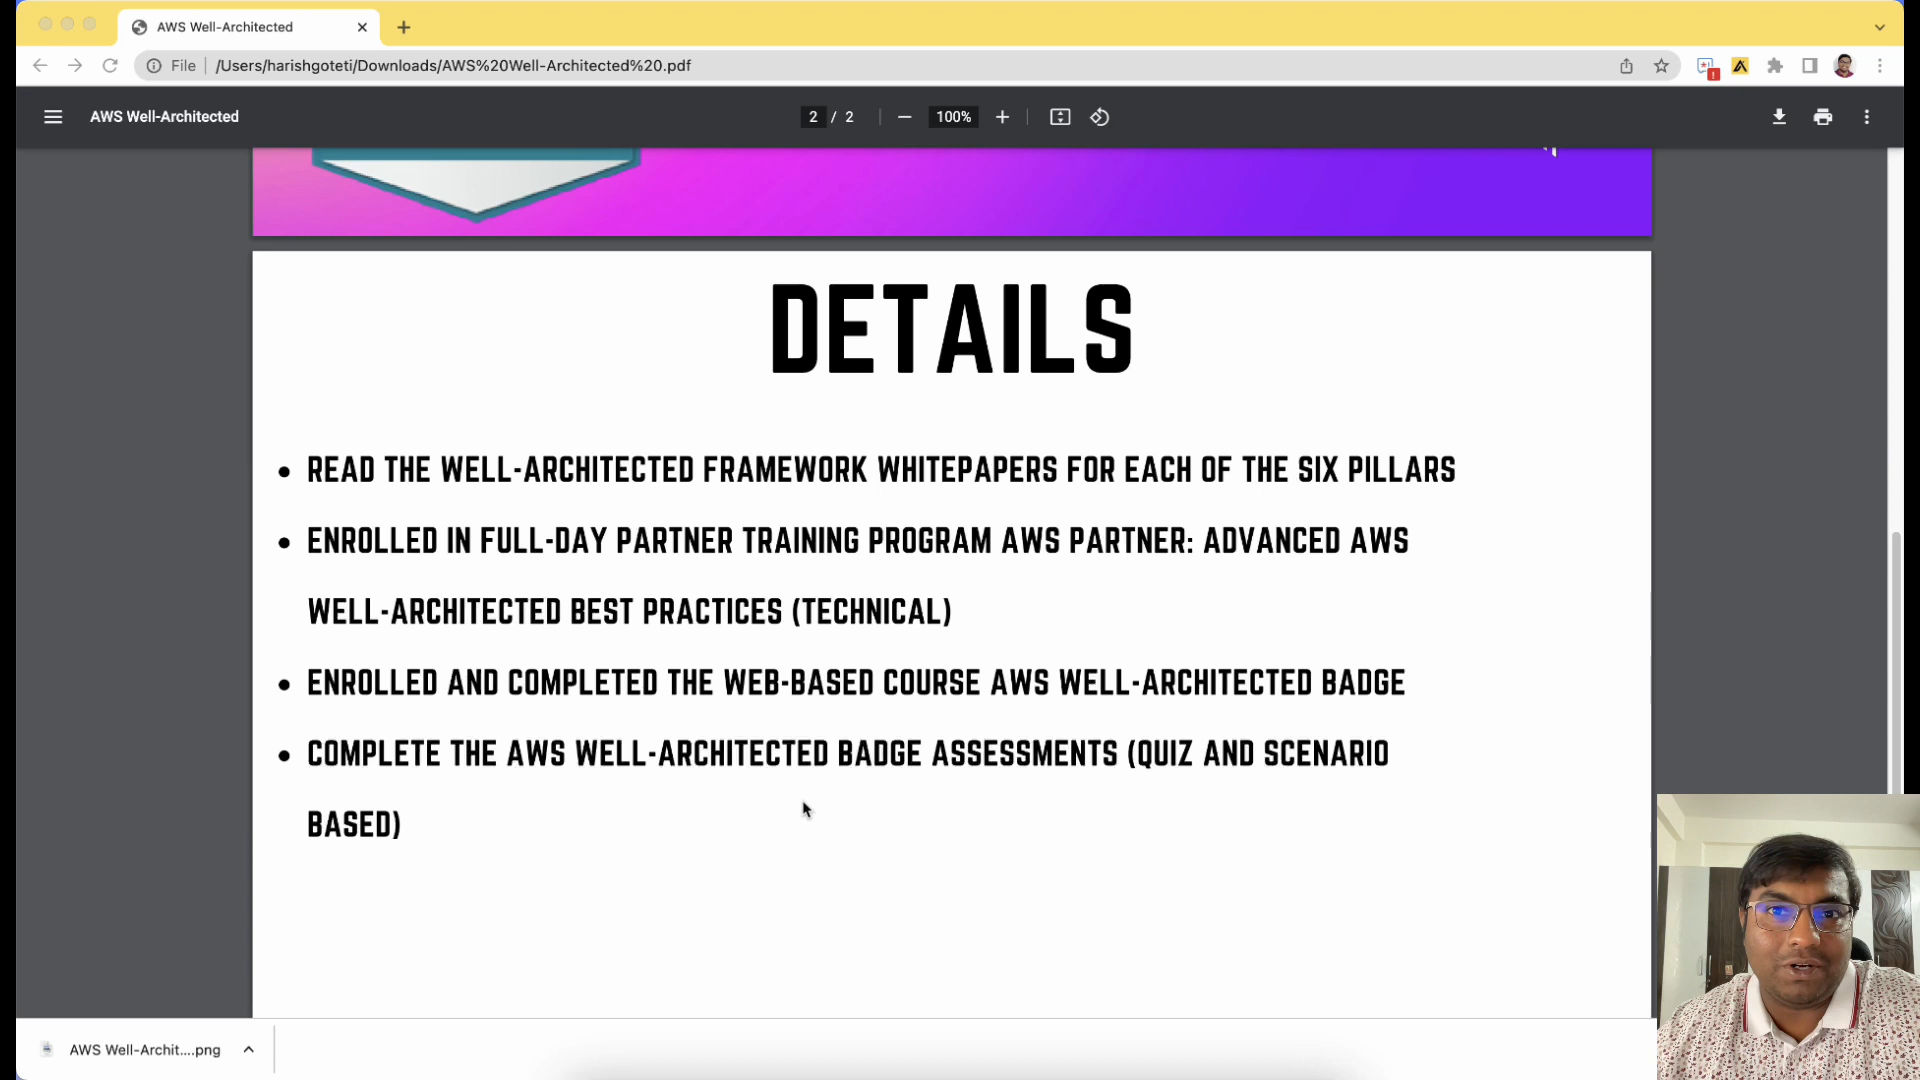 AWS Well-Architected
File
/Users/harishgoteti/Downloads/AWS%20Well-Architected%20.pdf
AWS Well-Architected
2 / 2
100%
DETAILS
• READ THE WELL-ARCHITECTED FRAMEWORK WHITEPAPERS FOR EACH OF THE SIX PILLARS
• ENROLLED IN FULL-DAY PARTNER TRAINING PROGRAM AWS PARTNER: ADVANCED AWS
WELL-ARCHITECTED BEST PRACTICES (TECHNICAL)
• ENROLLED AND COMPLETED THE WEB-BASED COURSE AWS WELL-ARCHITECTED BADGE
• COMPLETE THE AWS WELL-ARCHITECTED BADGE ASSESSMENTS (QUIZ AND SCENARIO
BASED)
AWS Well-Archit....png